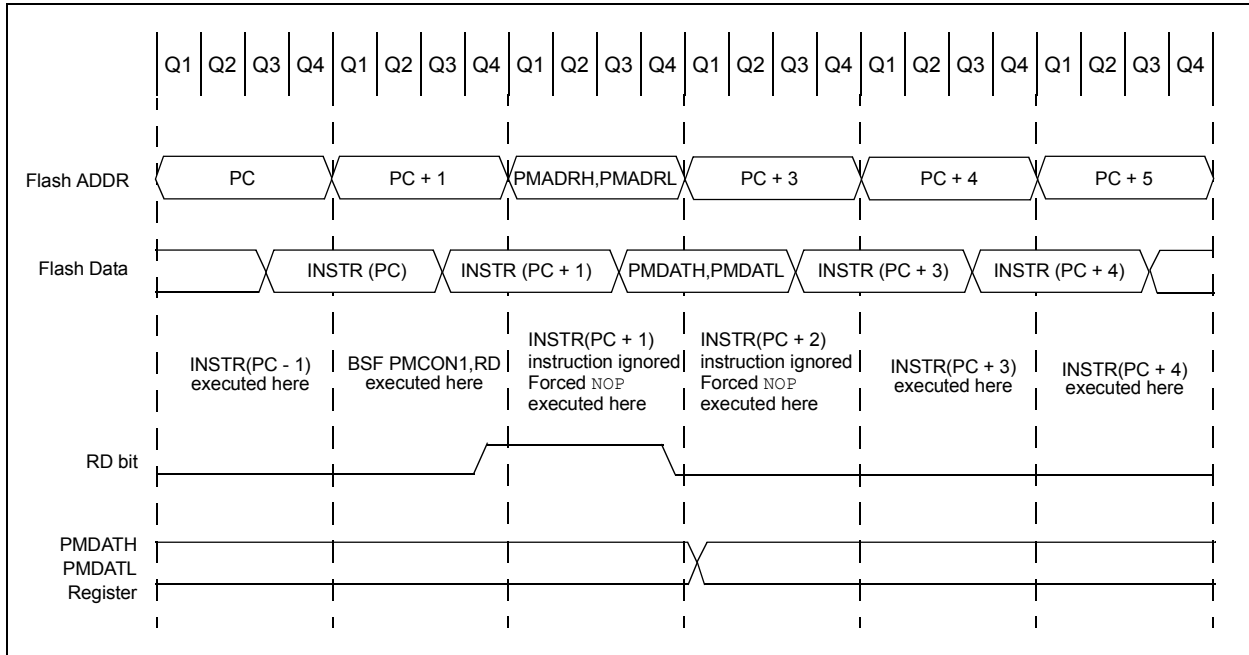 Q1 Q2 Q3 Q4 Q1 Q2 Q3 Q4 Q1 Q2 Q3 Q4 Q1 Q2 Q3 Q4 Q1 Q2 Q3 Q4 Q1 Q2 Q3 Q4
Flash ADDR
PC
PC + 1
PMADRH,PMADRL
PC + 3
PC + 4
PC + 5
Flash Data
INSTR (PC)
INSTR (PC + 1)
PMDATH,PMDATL
INSTR (PC + 3)
INSTR (PC + 4)
INSTR(PC - 1)
executed here
BSF PMCON1,RD
executed here
INSTR(PC + 1)
instruction ignored
Forced NOP
executed here
INSTR(PC + 2)
instruction ignored
Forced NOP
executed here
INSTR(PC + 3)
executed here
INSTR(PC + 4)
executed here
RD bit
PMDATH
PMDATL
Register